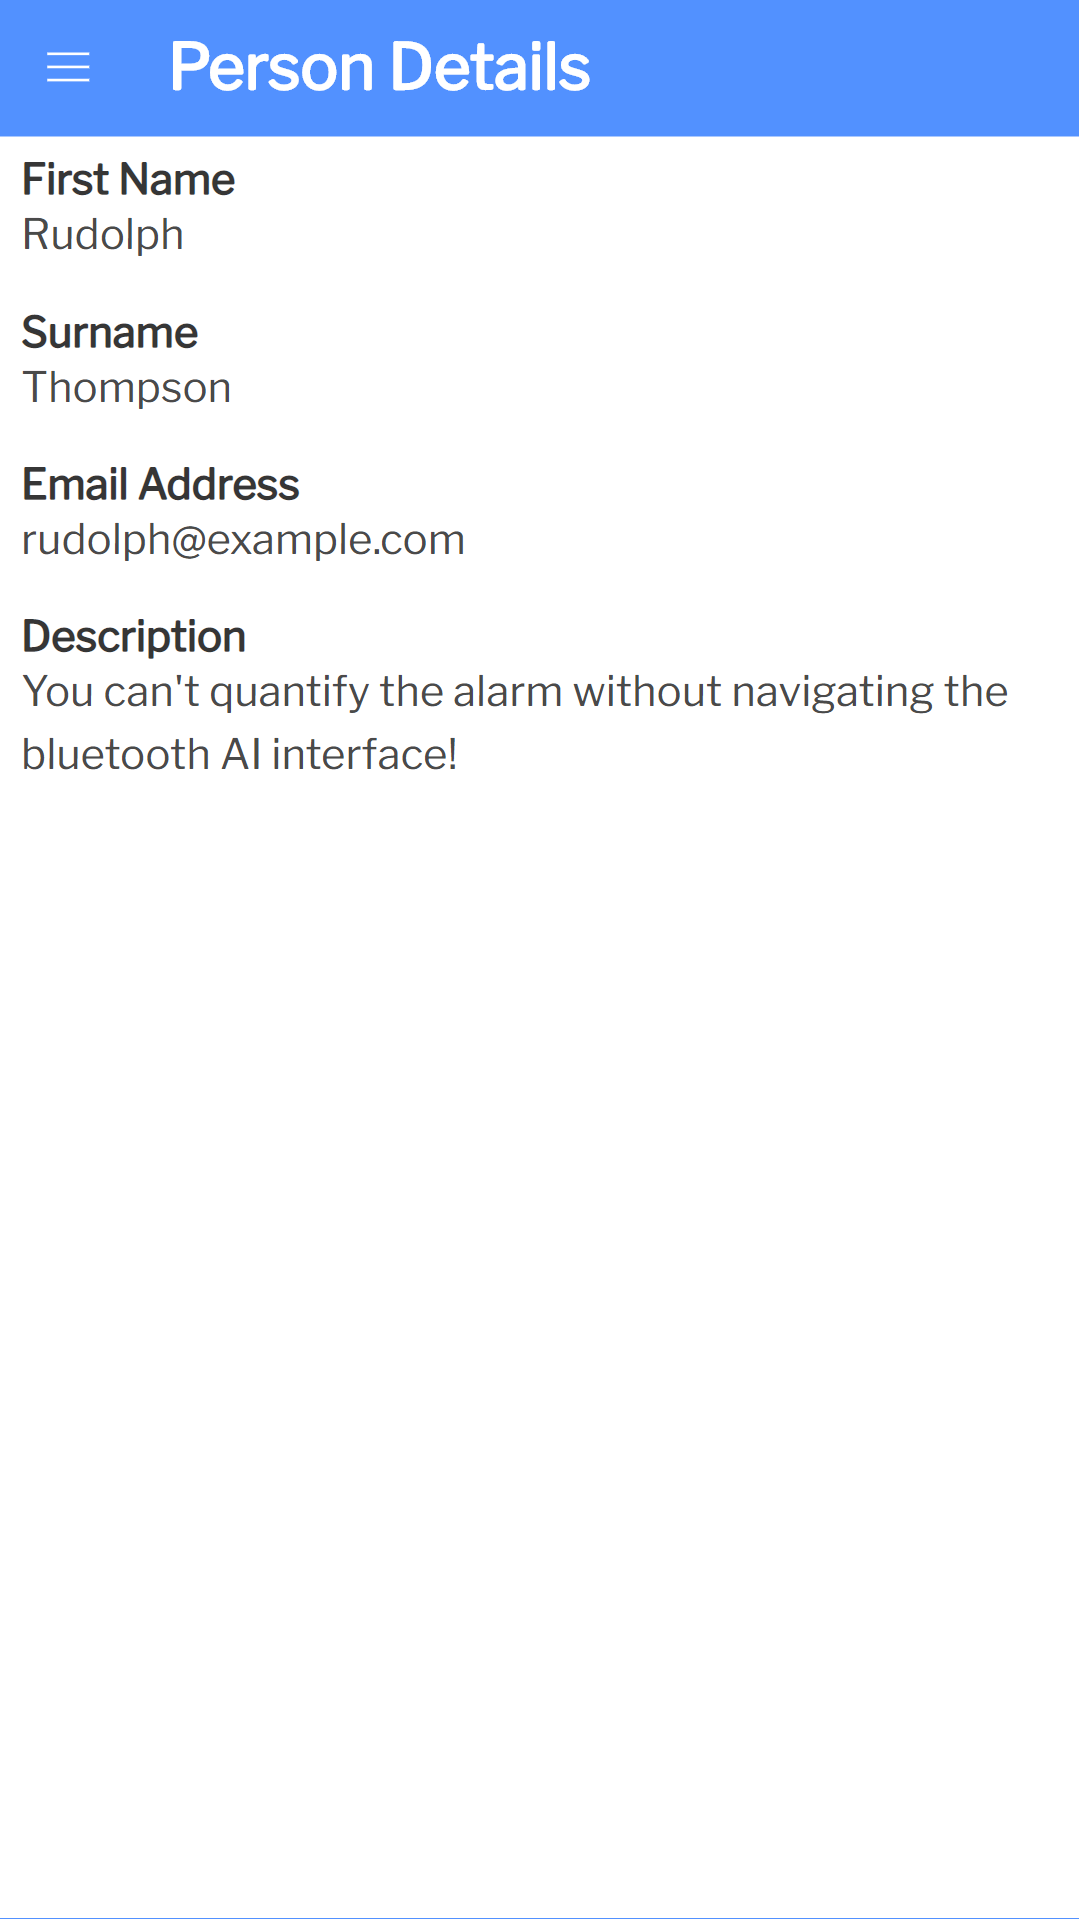 Person Details
First Name
Rudolph
Surname
Thompson
Email Address
rudolph@example.com
Description
You can't quantify the alarm without navigating the
bluetooth AI interface!